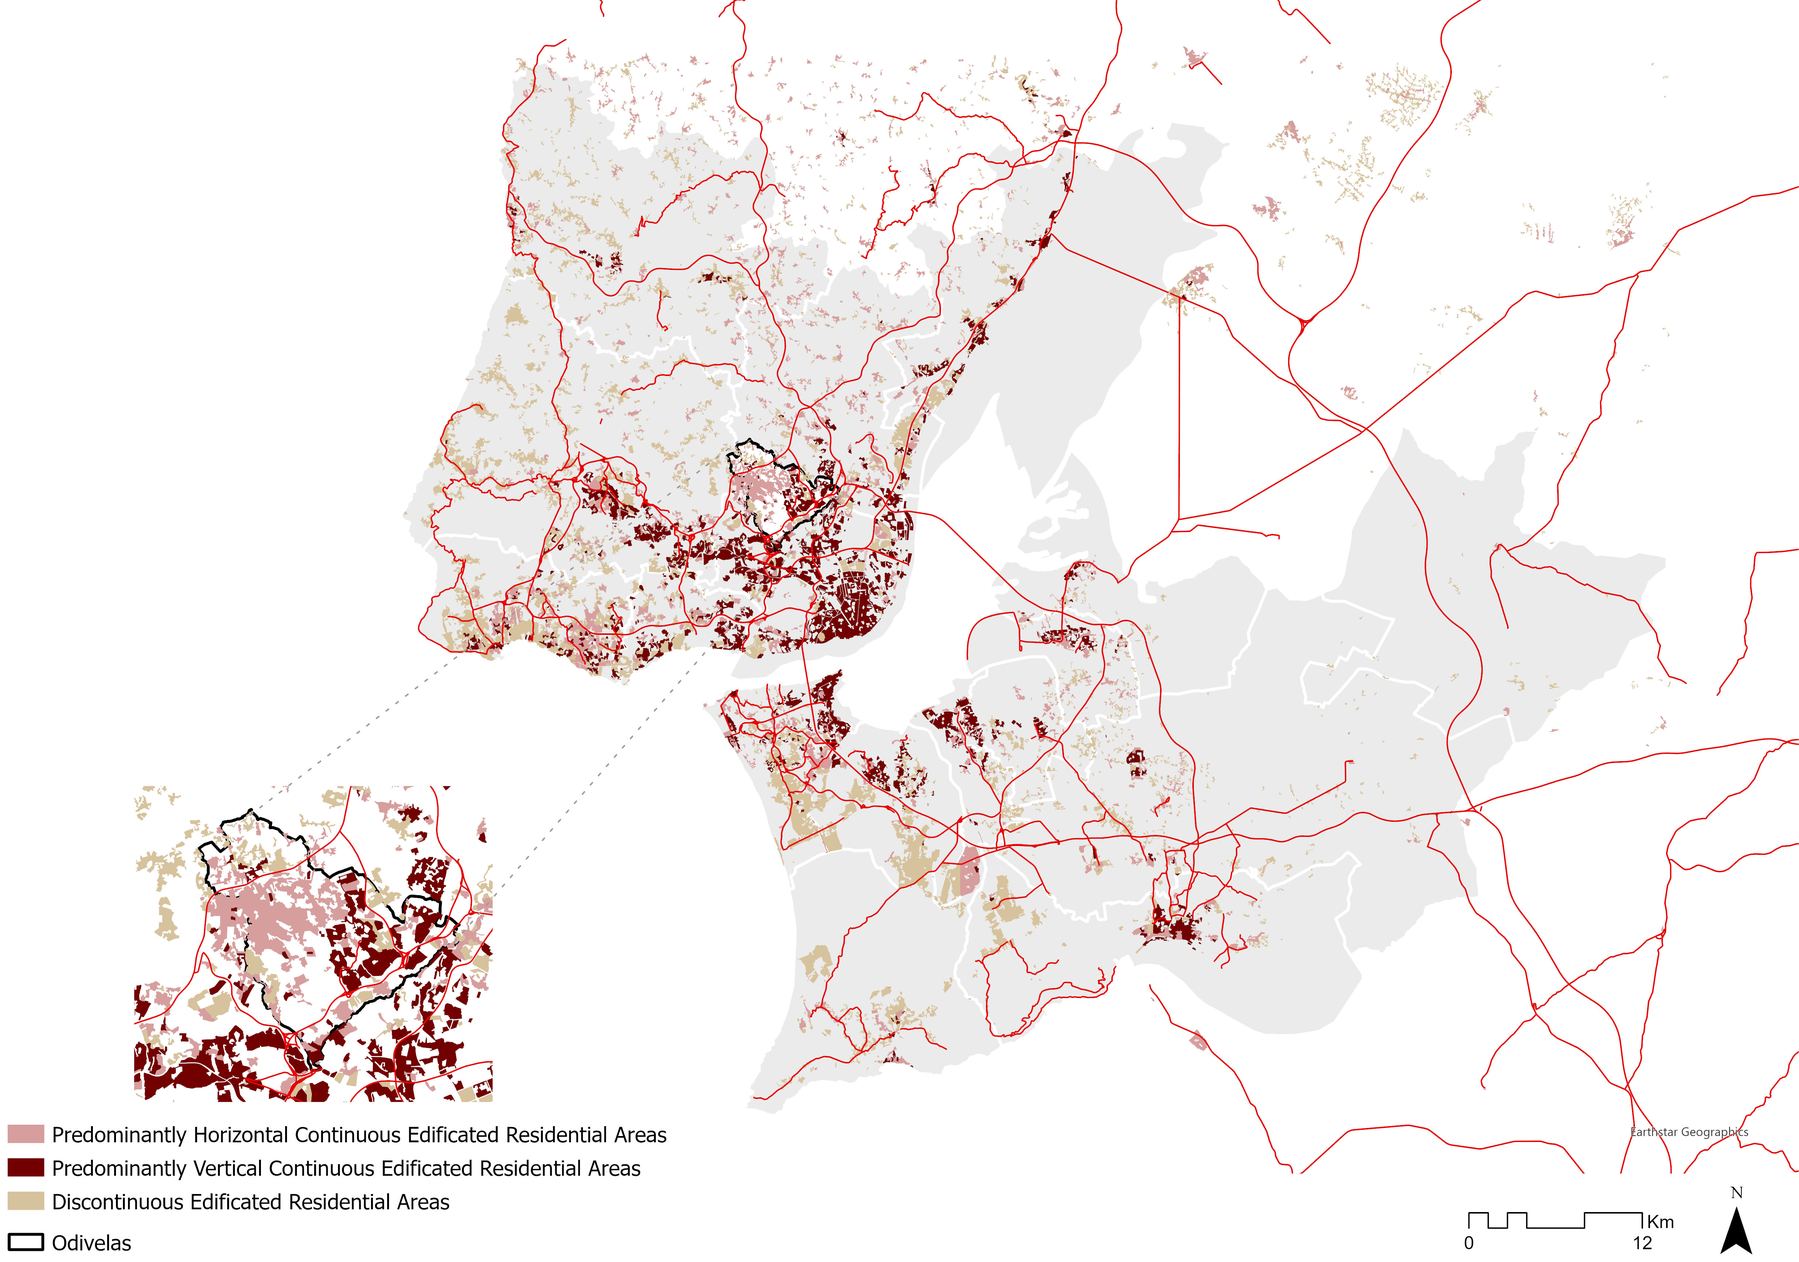 Predominantly Horizontal Continuous Edificated Residential Areas
Predominantly Vertical Continuous Edificated Residential Areas
Discontinuous Edificated Residential Areas
Odivelas
Earthstar Geographics
N
Km
0 12